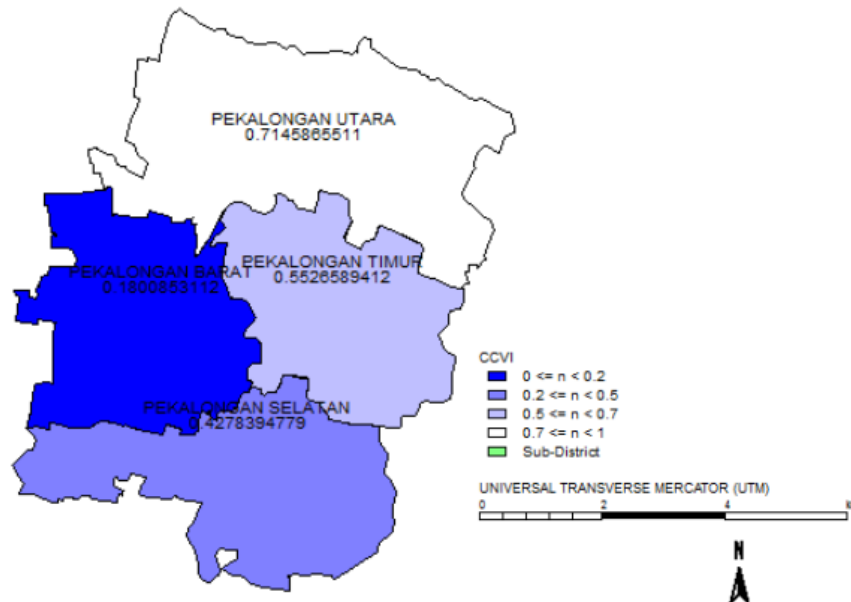 PEKALONGAN UTARA
0.7145865511
PEKALONGAN BARAT
0.1800853112
PEKALONGAN TIMUR
0.5526589412
PEKALONGAN SELATAN
0.4278394779
CCVI
0 <= n < 0.2
0.2 <= n < 0.5
0.5 <= n < 0.7
0.7 <= n < 1
Sub-District
UNIVERSAL TRANSVERSE MERCATOR (UTM)
0 2 4
N